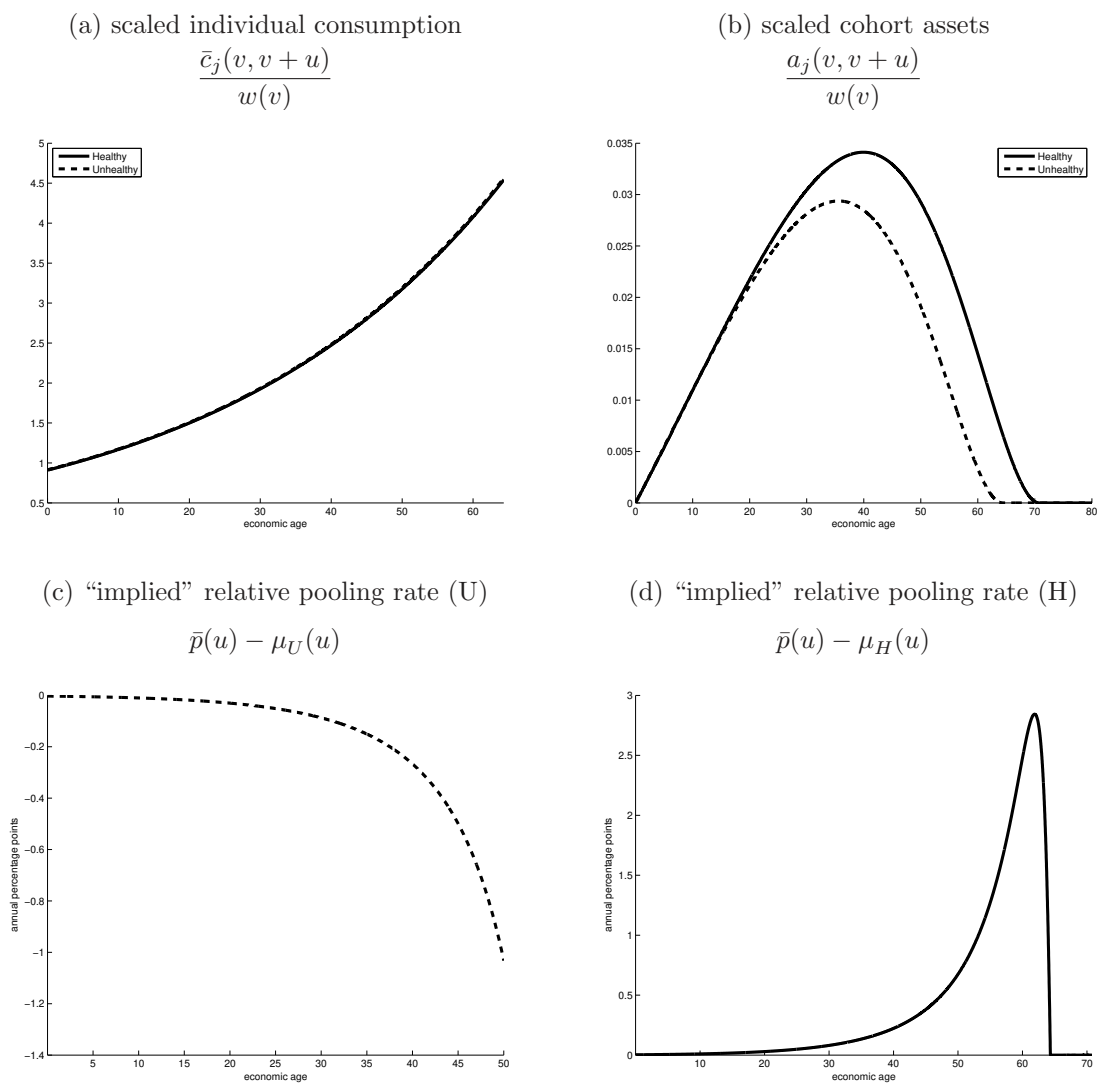 (a) scaled individual consumption
c̄_j(v, v + u)
w(v)
5
4.5
4
3.5
3
2.5
2
1.5
1
0.5
Healthy
Unhealthy
0 10 20 30 40 50 60
economic age
(b) scaled cohort assets
a_j(v, v + u)
w(v)
0.035
0.03
0.025
0.02
0.015
0.01
0.005
0
Healthy
Unhealthy
0 10 20 30 40 50 60 70 80
economic age
(c) “implied” relative pooling rate (U)
p̄(u) − μ_U(u)
annual percentage points
0
−0.2
−0.4
−0.6
−0.8
−1
−1.2
−1.4
5 10 15 20 25 30 35 40 45 50
economic age
(d) “implied” relative pooling rate (H)
p̄(u) − μ_H(u)
annual percentage points
3
2.5
2
1.5
1
0.5
0
10 20 30 40 50 60 70
economic age